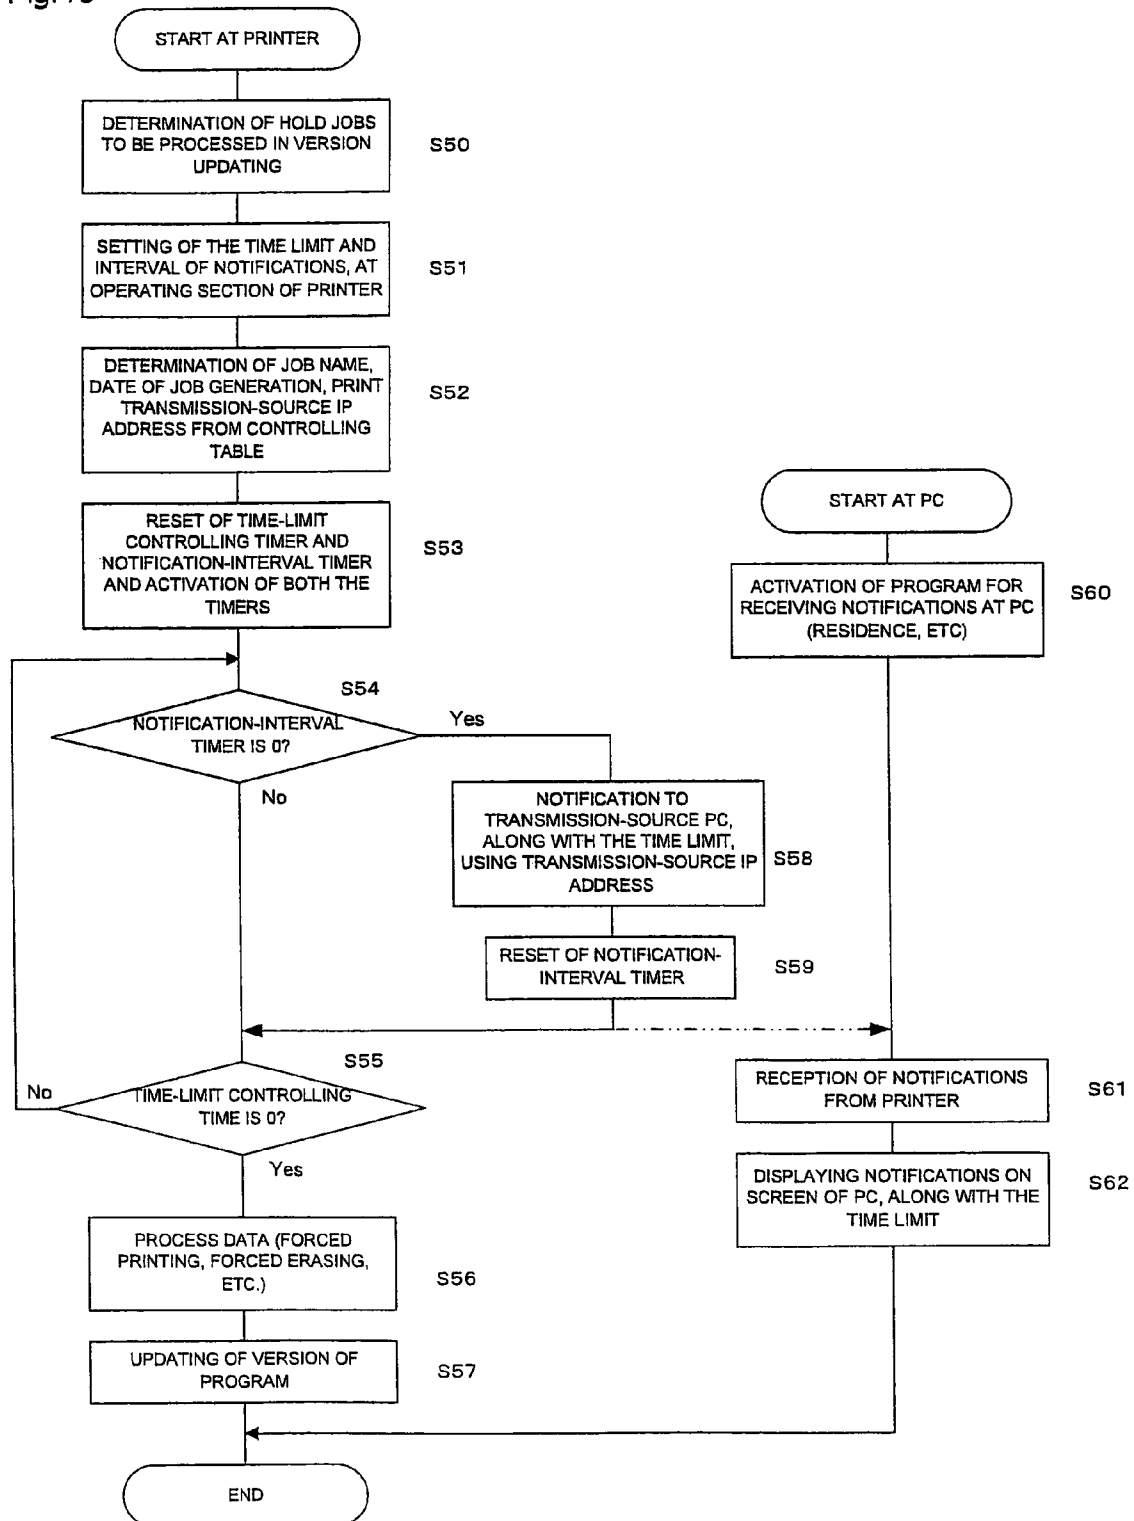 START AT PRINTER
DETERMINATION OF HOLD JOBS
TO BE PROCESSED IN VERSION
UPDATING
S50
SETTING OF THE TIME LIMIT AND
INTERVAL OF NOTIFICATIONS, AT
OPERATING SECTION OF PRINTER
S51
DETERMINATION OF JOB NAME,
DATE OF JOB GENERATION, PRINT
TRANSMISSION-SOURCE IP
ADDRESS FROM CONTROLLING
TABLE
S52
RESET OF TIME-LIMIT
CONTROLLING TIMER AND
NOTIFICATION-INTERVAL TIMER
AND ACTIVATION OF BOTH THE
TIMERS
S53
START AT PC
ACTIVATION OF PROGRAM FOR
RECEIVING NOTIFICATIONS AT PC
(RESIDENCE, ETC)
S60
S54
NOTIFICATION-INTERVAL
TIMER IS 0?
Yes
No
NOTIFICATION TO
TRANSMISSION-SOURCE PC,
ALONG WITH THE TIME LIMIT,
USING TRANSMISSION-SOURCE IP
ADDRESS
S58
RESET OF NOTIFICATION-
INTERVAL TIMER
S59
S55
TIME-LIMIT CONTROLLING
TIME IS 0?
No
Yes
RECEPTION OF NOTIFICATIONS
FROM PRINTER
S61
DISPLAYING NOTIFICATIONS ON
SCREEN OF PC, ALONG WITH THE
TIME LIMIT
S62
PROCESS DATA (FORCED
PRINTING, FORCED ERASING,
ETC.)
S56
UPDATING OF VERSION OF
PROGRAM
S57
END